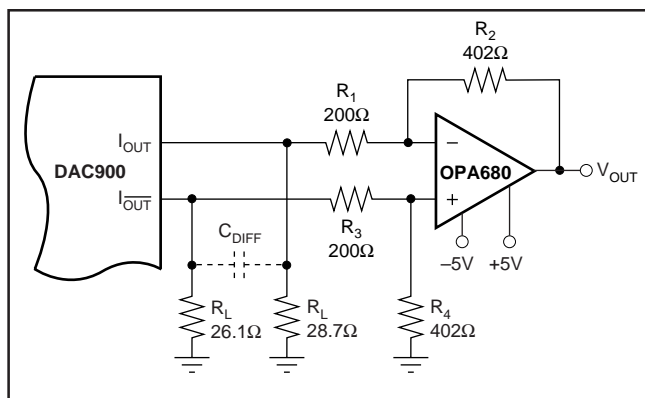 R2
402Ω
R1
200Ω
IOUT
DAC900
–
OPA680
VOUT
IOUT
+
R3
200Ω
CDIFF
–5V
+5V
RL
26.1Ω
RL
28.7Ω
R4
402Ω